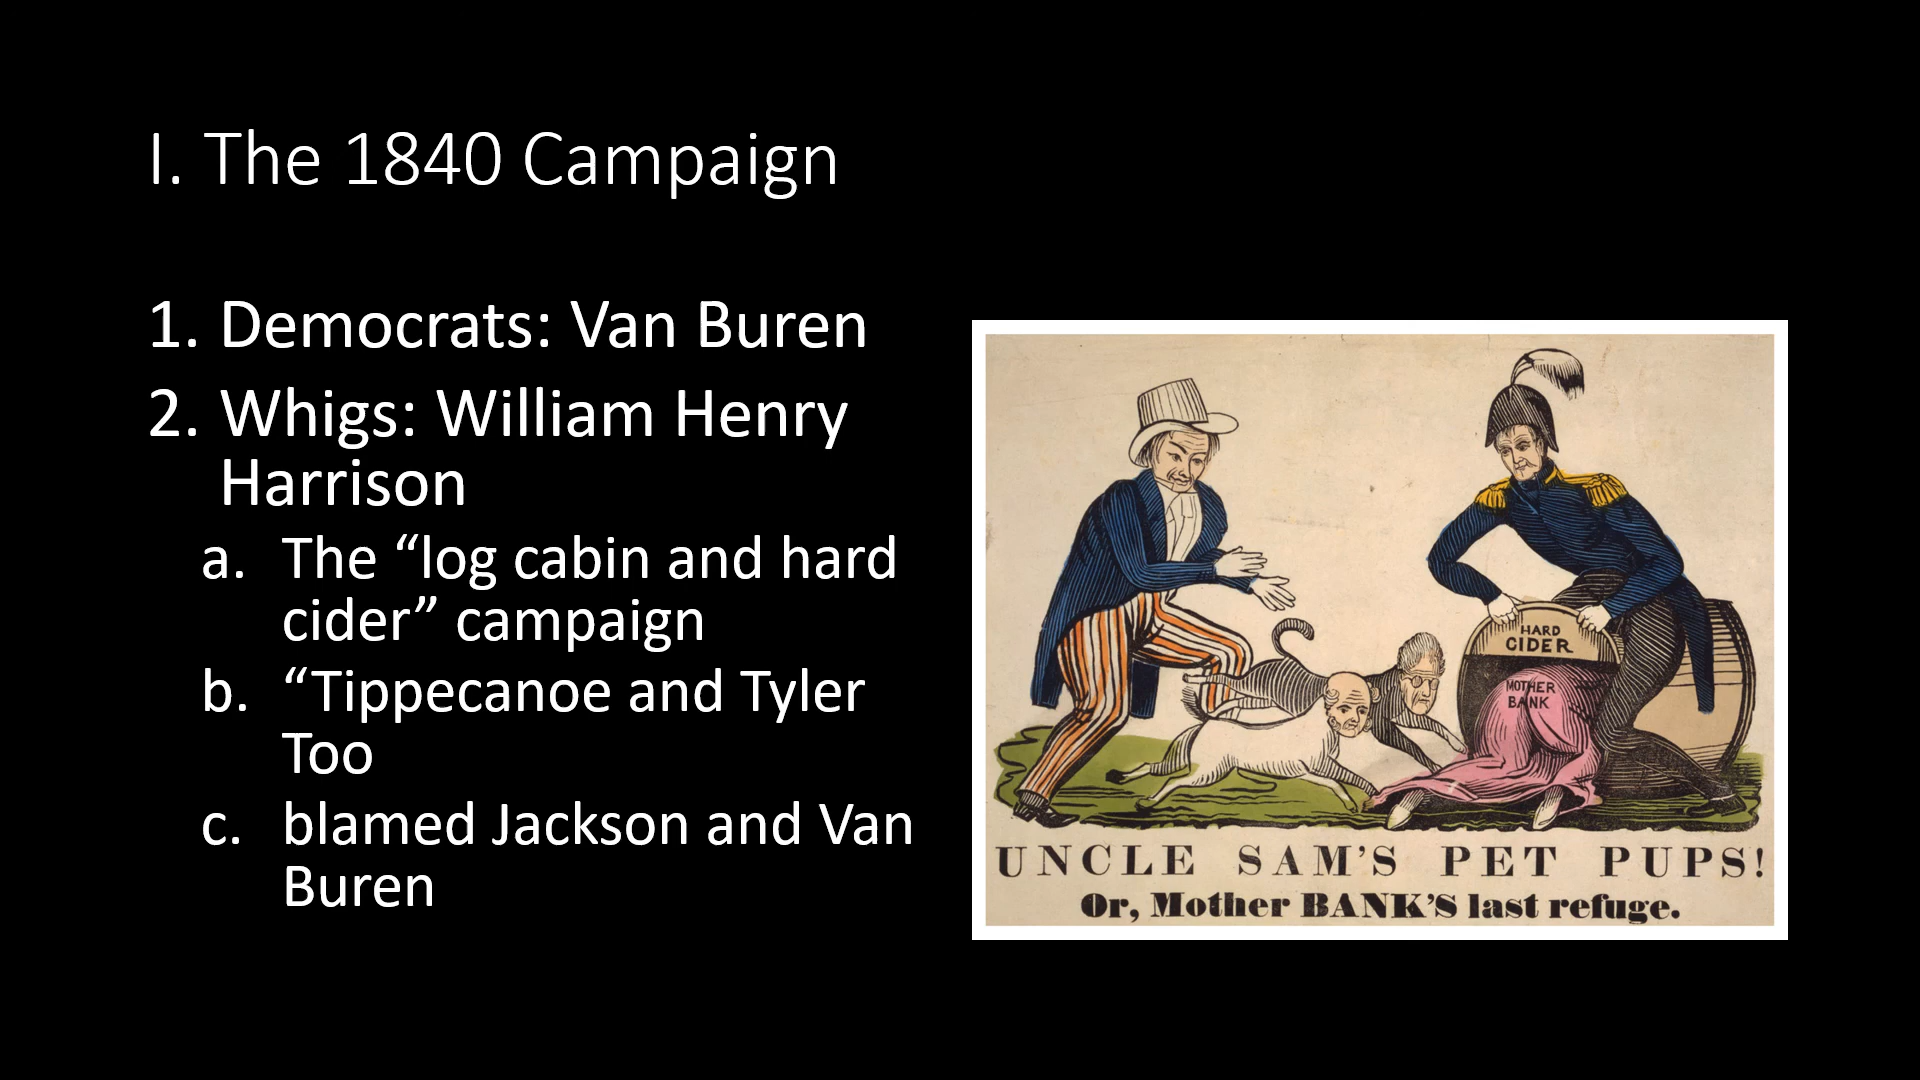 I. The 1840 Campaign
1. Democrats: Van Buren
2. Whigs: William Henry
Harrison
a. The “log cabin and hard
cider” campaign
b. “Tippecanoe and Tyler
Too
c. blamed Jackson and Van
Buren
HARD
CIDER
MOTHER
BANK
UNCLE SAM'S PET PUPS!
Or, Mother BANK'S last refuge.